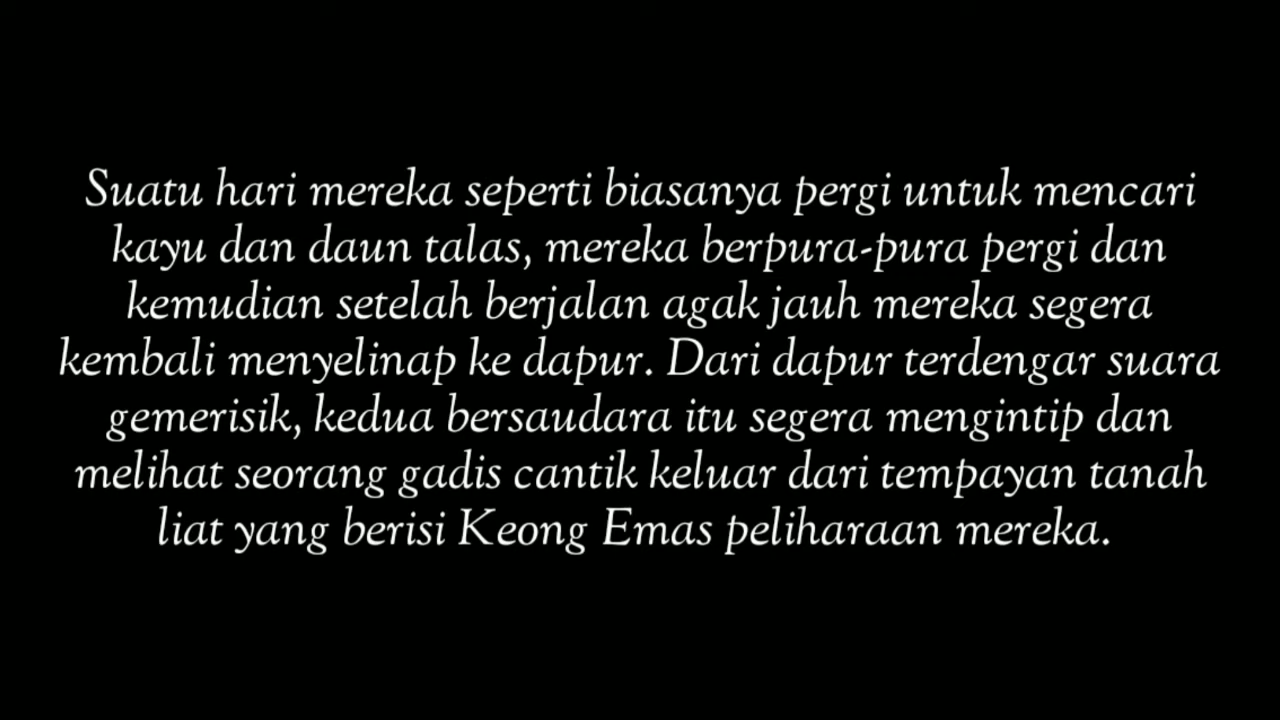 Suatu hari mereka seperti biasanya pergi untuk mencari
kayu dan daun talas, mereka berpura-pura pergi dan
kemudian setelah berjalan agak jauh mereka segera
kembali menyelinap ke dapur. Dari dapur terdengar suara
gemerisik, kedua bersaudara itu segera mengintip dan
melihat seorang gadis cantik keluar dari tempayan tanah
liat yang berisi Keong Emas peliharaan mereka.